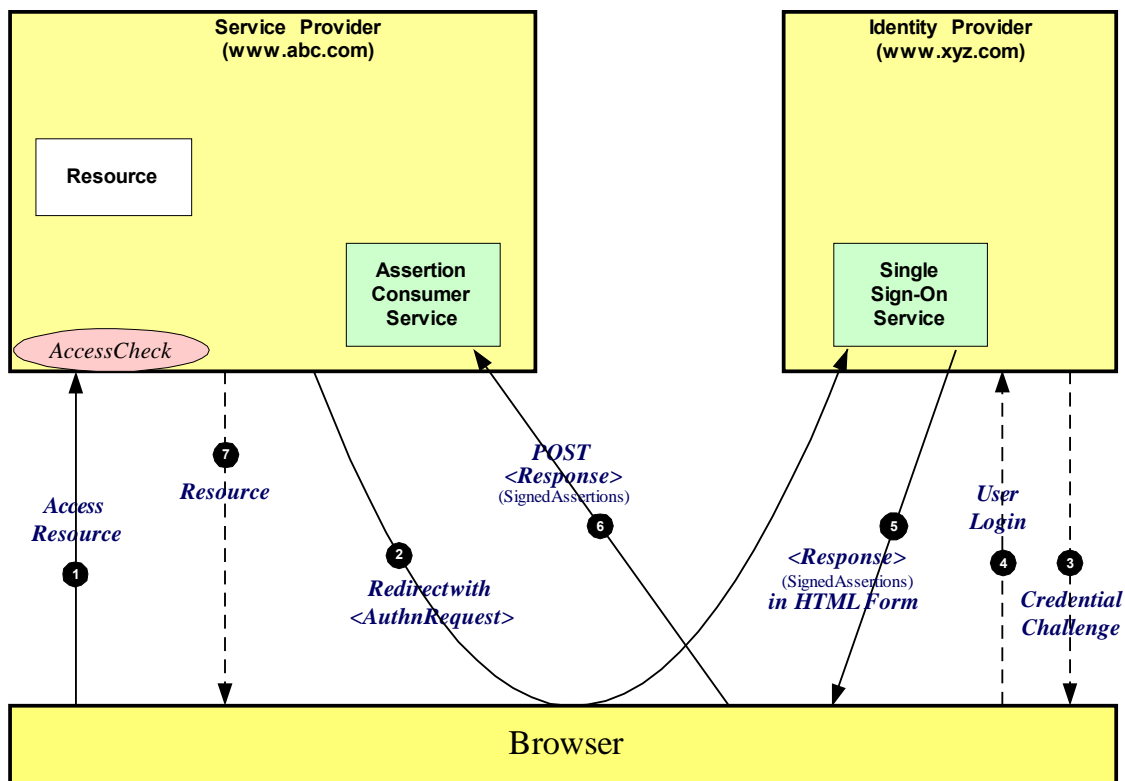 Service Provider
(www.abc.com)
Identity Provider
(www.xyz.com)
Resource
Assertion
Consumer
Service
Single
Sign-On
Service
AccessCheck
7
Resource
POST
<Response>
(SignedAssertions)
6
Access
Resource
1
2
Redirectwith
<AuthnRequest>
5
<Response>
(SignedAssertions)
in HTML Form
User
Login
4
3
Credential
Challenge
Browser